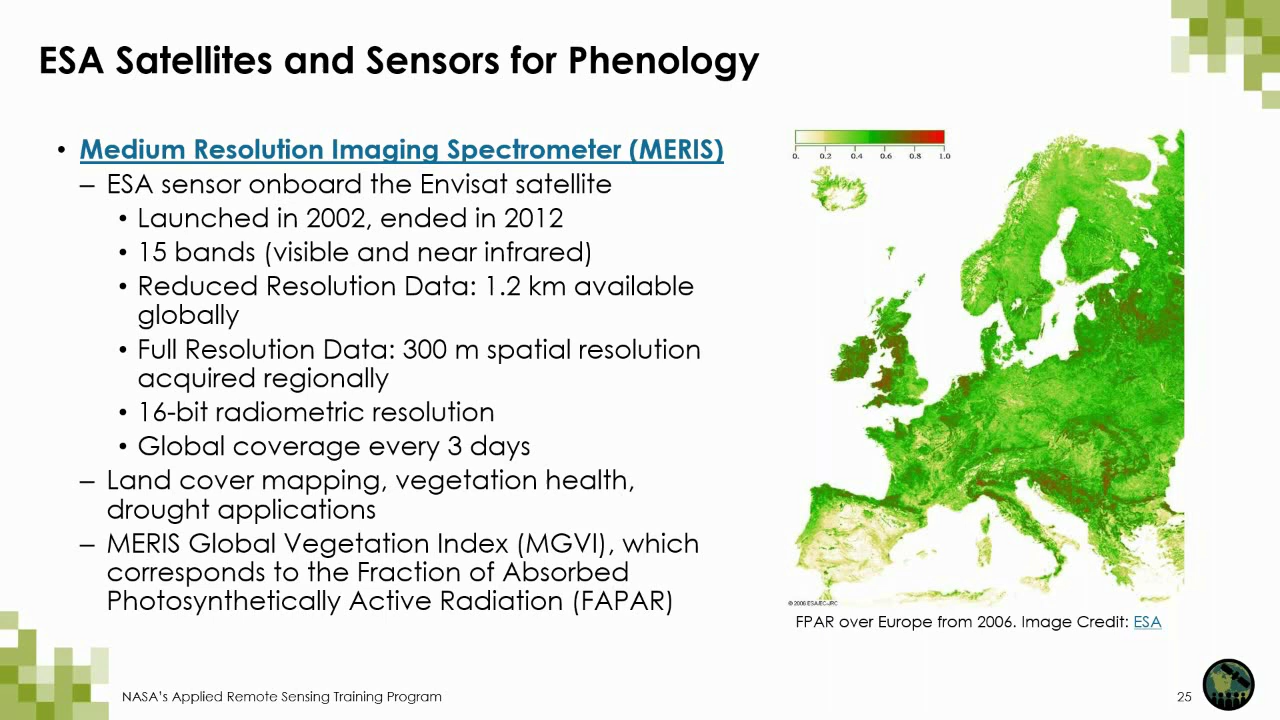 ESA Satellites and Sensors for Phenology
• Medium Resolution Imaging Spectrometer (MERIS)
– ESA sensor onboard the Envisat satellite
• Launched in 2002, ended in 2012
• 15 bands (visible and near infrared)
• Reduced Resolution Data: 1.2 km available
globally
• Full Resolution Data: 300 m spatial resolution
acquired regionally
• 16-bit radiometric resolution
• Global coverage every 3 days
– Land cover mapping, vegetation health,
drought applications
– MERIS Global Vegetation Index (MGVI), which
corresponds to the Fraction of Absorbed
Photosynthetically Active Radiation (FAPAR)
0. 0.2 0.4 0.6 0.8 1.0
© 2006 ESA/EC-JRC
FPAR over Europe from 2006. Image Credit: ESA
NASA's Applied Remote Sensing Training Program
25